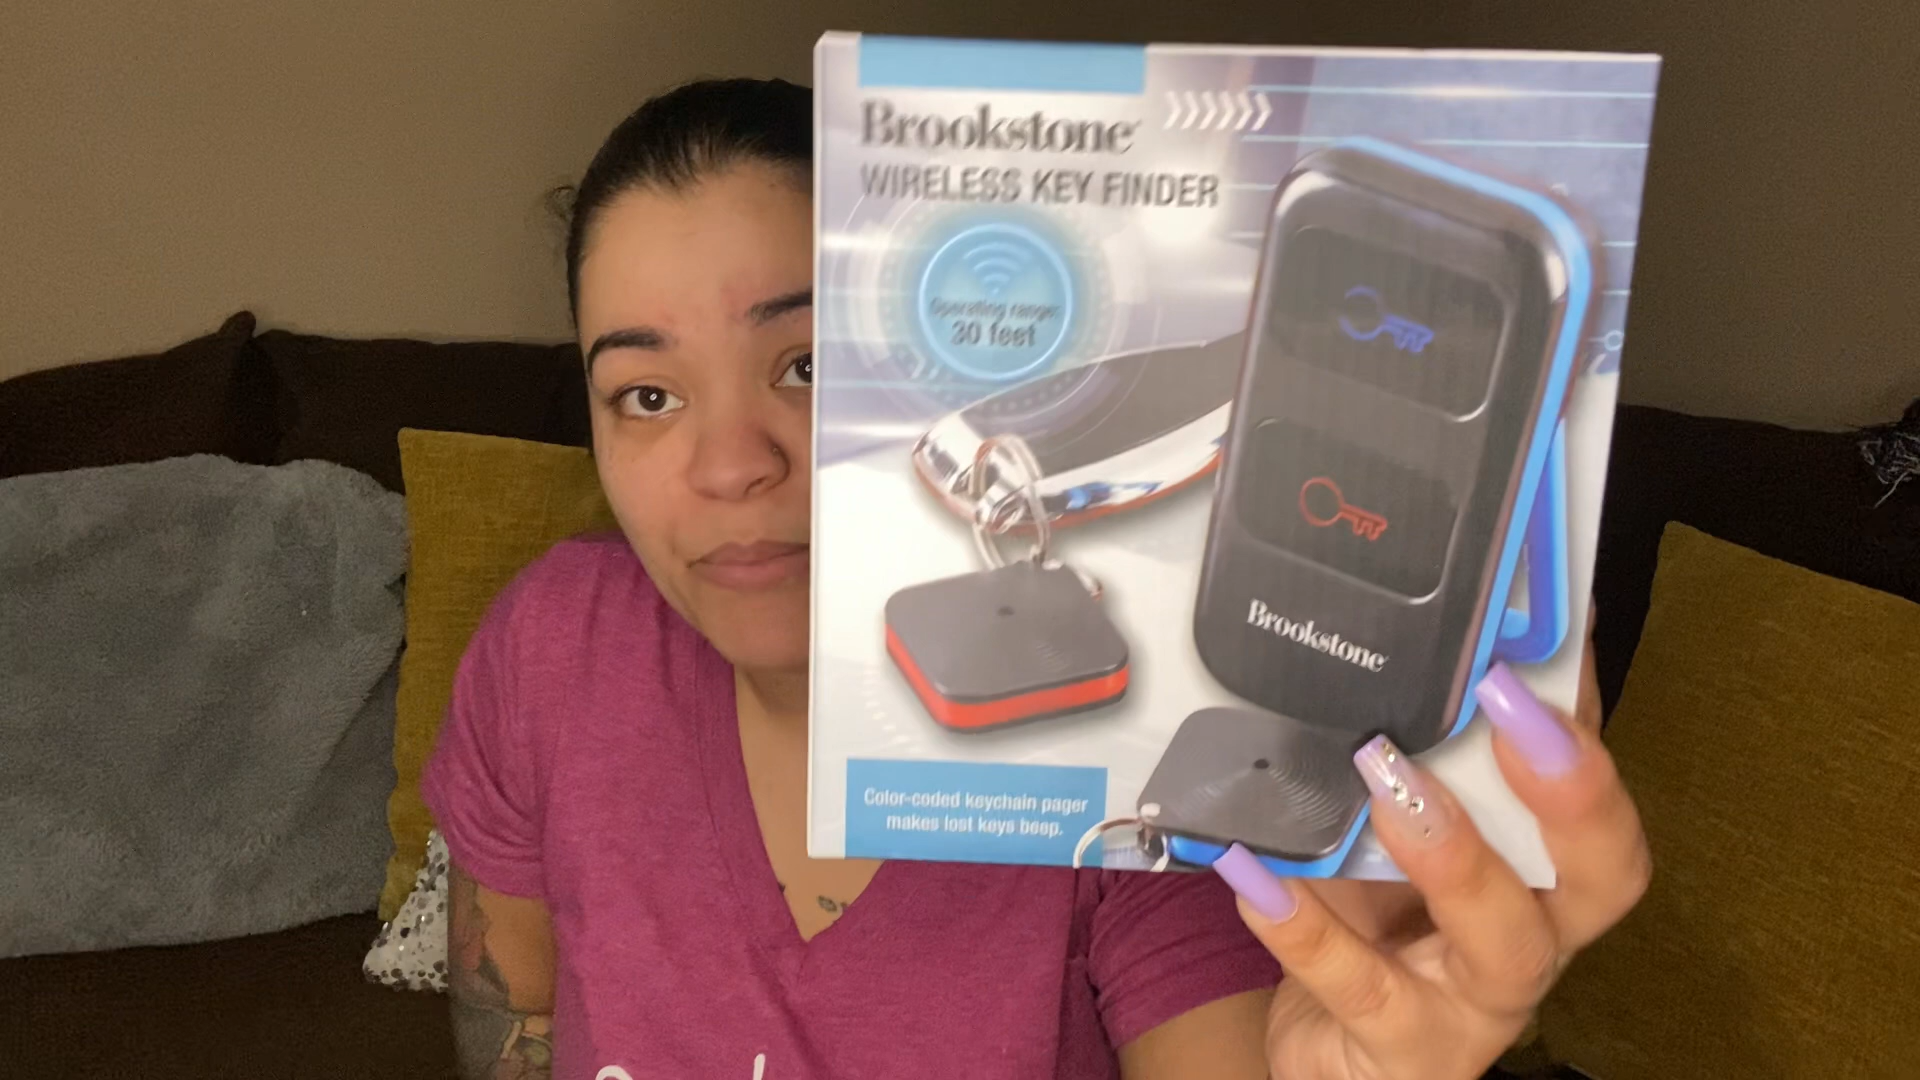 Brookstone
WIRELESS KEY FINDER
Operating range:
30 feet
Brookstone
Color-coded keychain pager
makes lost keys beep.